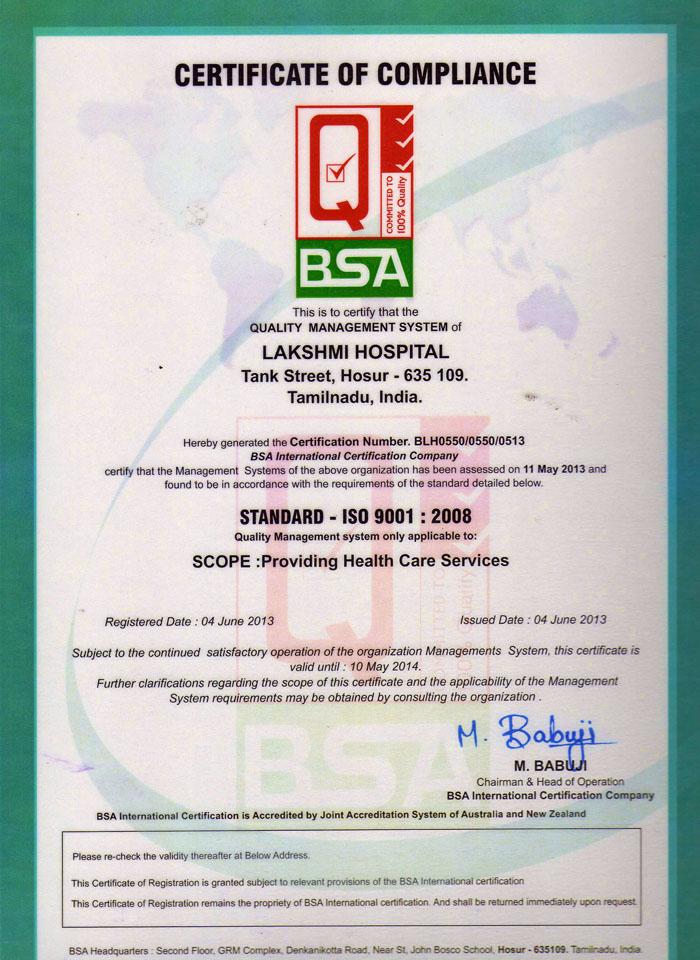 CERTIFICATE OF COMPLIANCE
Q
COMMITTED TO
100% Quality
BSA
This is to certify that the
QUALITY MANAGEMENT SYSTEM of
LAKSHMI HOSPITAL
Tank Street, Hosur - 635 109.
Tamilnadu, India.
Hereby generated the Certification Number. BLH0550/0550/0513
BSA International Certification Company
certify that the Management Systems of the above organization has been assessed on 11 May 2013 and
found to be in accordance with the requirements of the standard detailed below.
STANDARD - ISO 9001 : 2008
Quality Management system only applicable to:
SCOPE :Providing Health Care Services
Registered Date : 04 June 2013 Issued Date : 04 June 2013
Subject to the continued satisfactory operation of the organization Managements System, this certificate is
valid until : 10 May 2014.
Further clarifications regarding the scope of this certificate and the applicability of the Management
System requirements may be obtained by consulting the organization .
M. Babuji
M. BABUJI
Chairman & Head of Operation
BSA International Certification Company
BSA International Certification is Accredited by Joint Accreditation System of Australia and New Zealand
Please re-check the validity thereafter at Below Address.
This Certificate of Registration is granted subject to relevant provisions of the BSA International certification
This Certificate of Registration remains the propriety of BSA International certification. And shall be returned immediately upon request.
BSA Headquarters : Second Floor, GRM Complex, Denkanikotta Road, Near St, John Bosco School, Hosur - 635109. Tamilnadu, India.